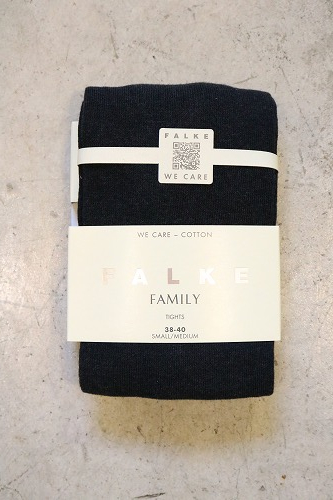 FALKE
WE CARE
WE CARE – COTTON
FALKE
FAMILY
TIGHTS
38-40
SMALL/MEDIUM